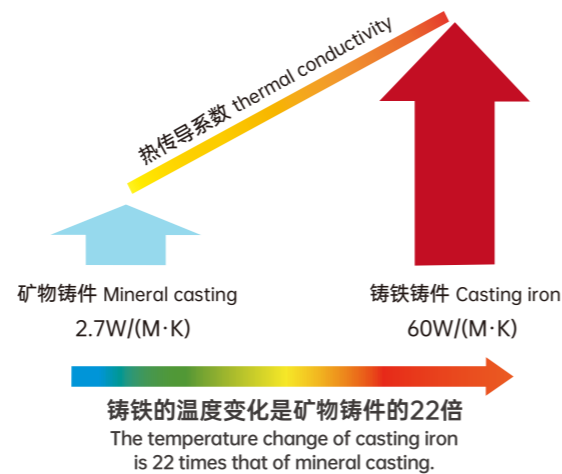 热传导系数 thermal conductivity
矿物铸件 Mineral casting
2.7W/(M·K)
铸铁铸件 Casting iron
60W/(M·K)
铸铁的温度变化是矿物铸件的22倍
The temperature change of casting iron
is 22 times that of mineral casting.